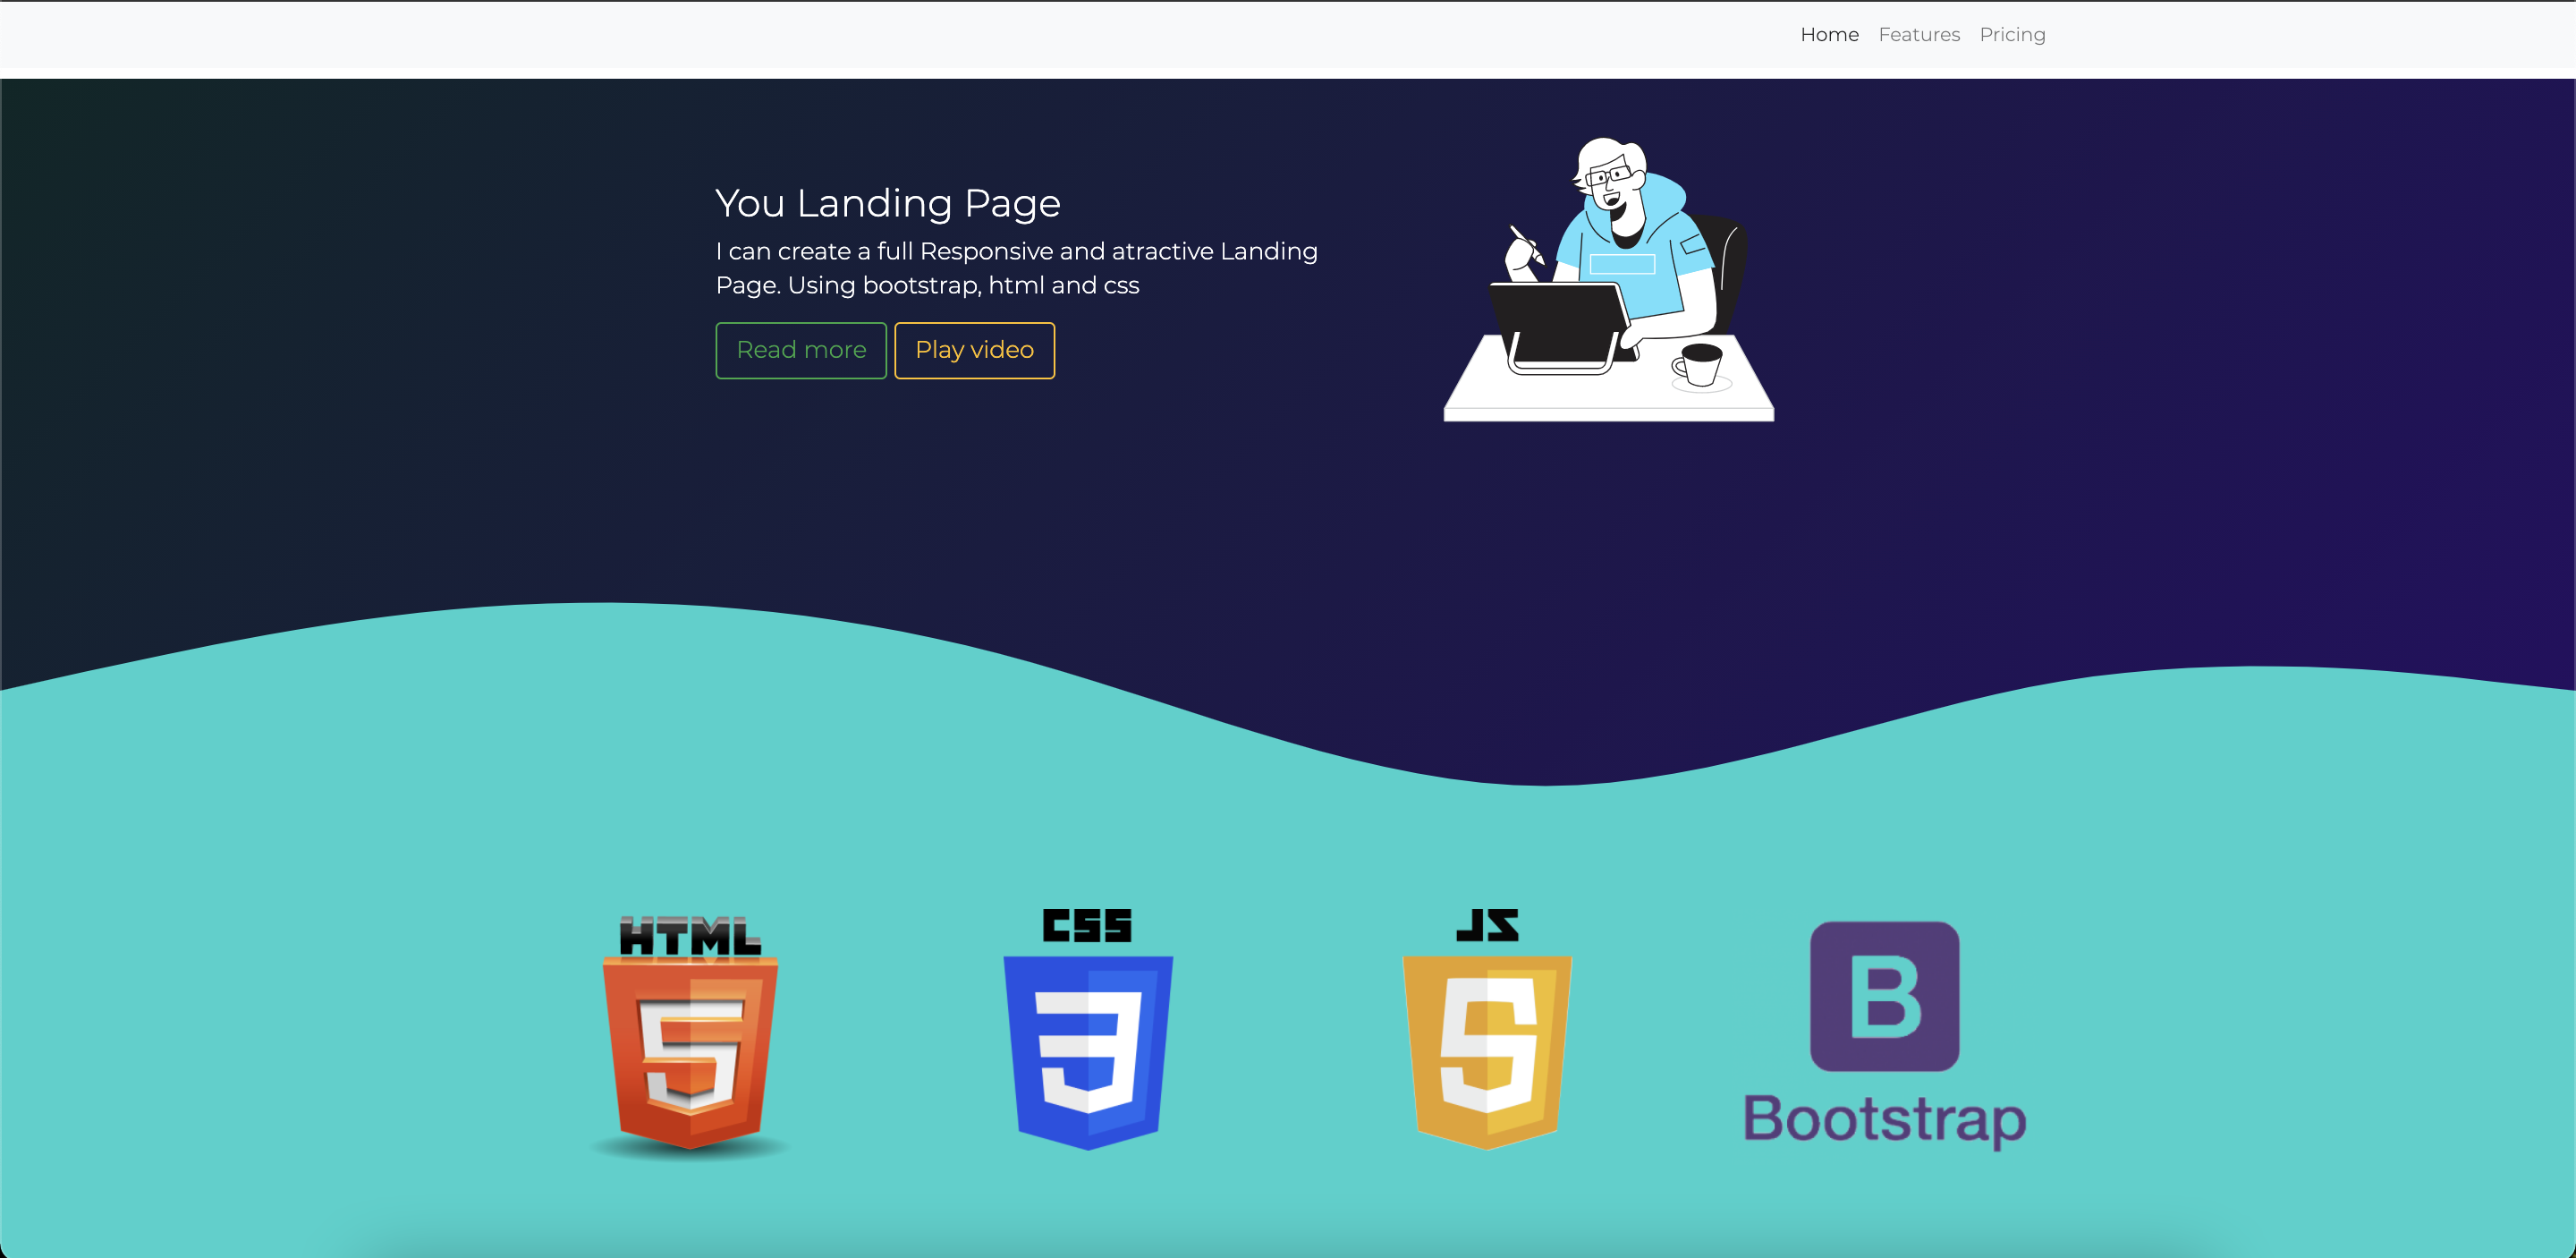 Home Features Pricing
You Landing Page
I can create a full Responsive and atractive Landing
Page. Using bootstrap, html and css
Read more Play video
HTML CSS JS
5 3 5 B
Bootstrap